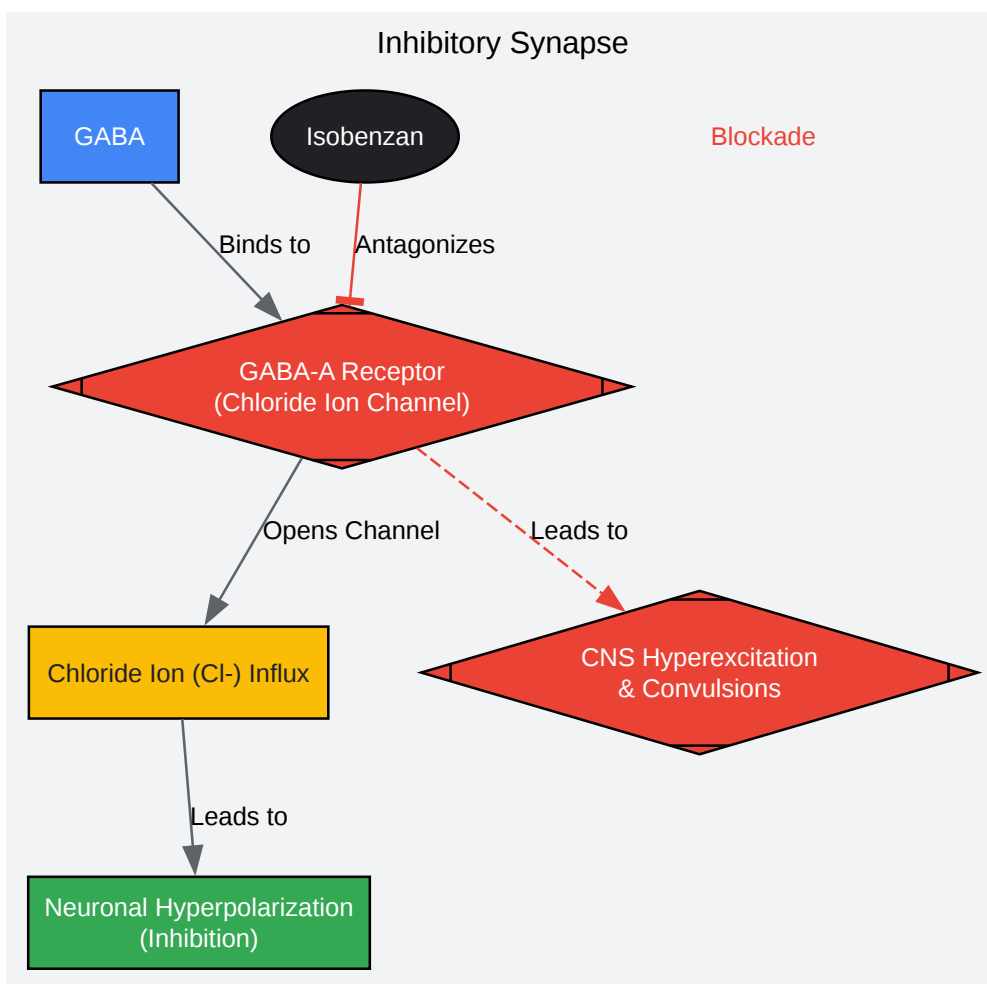 Inhibitory Synapse
GABA
Isobenzan
Blockade
Binds to
Antagonizes
GABA-A Receptor
(Chloride Ion Channel)
Opens Channel
Leads to
Chloride Ion (Cl-) Influx
CNS Hyperexcitation
& Convulsions
Leads to
Neuronal Hyperpolarization
(Inhibition)